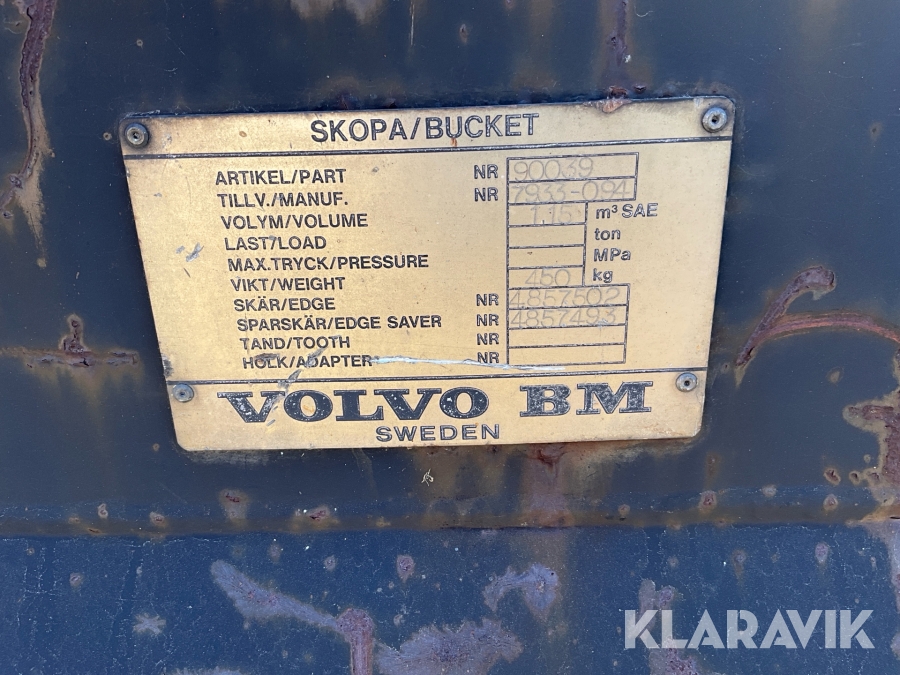 SKOPA/BUCKET
ARTIKEL/PART NR 90039
TILLV./MANUF. NR 7933-094
VOLYM/VOLUME 1.15 m³ SAE
LAST/LOAD ton
MAX.TRYCK/PRESSURE MPa
VIKT/WEIGHT 450 kg
SKÄR/EDGE NR 4857502
SPARSKÄR/EDGE SAVER NR 4857493
TAND/TOOTH NR
HOLK/ADAPTER NR
VOLVO BM
SWEDEN
KLARAVIK